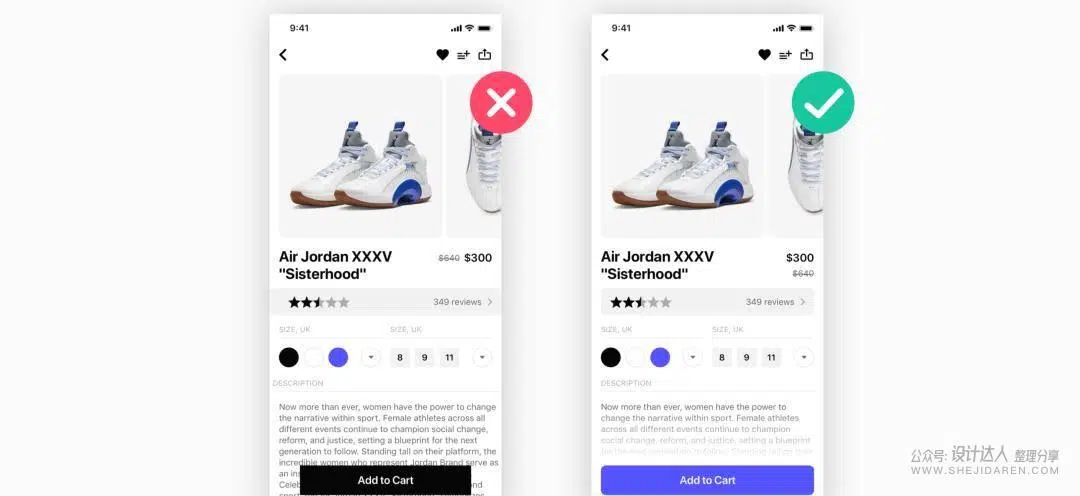 9:41
Air Jordan XXXV
"Sisterhood"
$640 $300
349 reviews
SIZE, UK
SIZE, UK
8 9 11
DESCRIPTION
Now more than ever, women have the power to change
the narrative within sport. Female athletes across all
different events continue to champion social change,
reform, and justice, setting a blueprint for the next
generation to follow. Standing tall on their platform, the
incredible women who represent Jordan Brand serve as
Add to Cart
9:41
Air Jordan XXXV
"Sisterhood"
$300
$640
349 reviews
SIZE, UK
SIZE, UK
8 9 11
DESCRIPTION
Now more than ever, women have the power to change
the narrative within sport. Female athletes across all
different events continue to champion social change,
reform, and justice, setting a blueprint for the next
generation to follow. Standing tall on their
Add to Cart
公众号: 设计达人 整理分享
WWW.SHEJIDAREN.COM